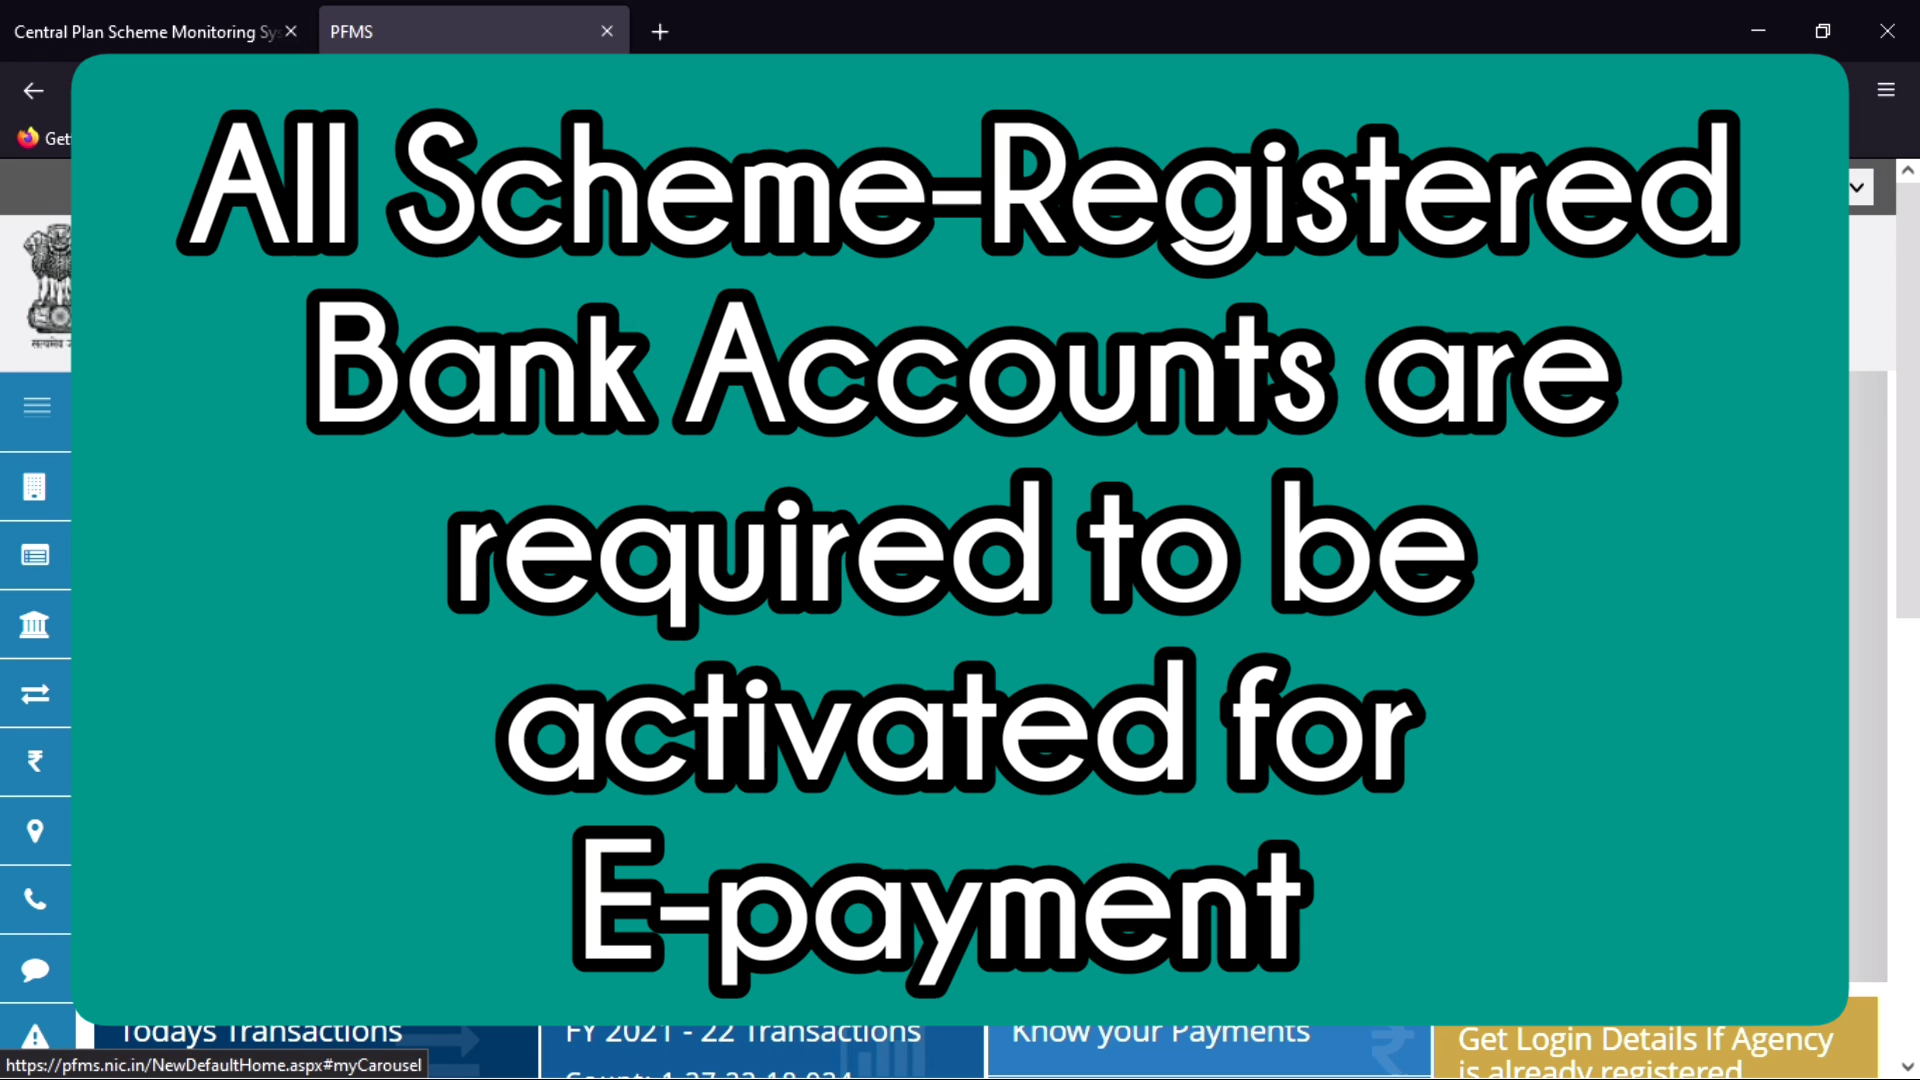 Central Plan Scheme Monitoring Sy
PFMS
Get
All Scheme-Registered
Bank Accounts are
required to be
activated for
E-payment
Todays Transactions
FY 2021 - 22 Transactions
Know your Payments
Get Login Details If Agency
is already registered
https://pfms.nic.in/NewDefaultHome.aspx#myCarousel